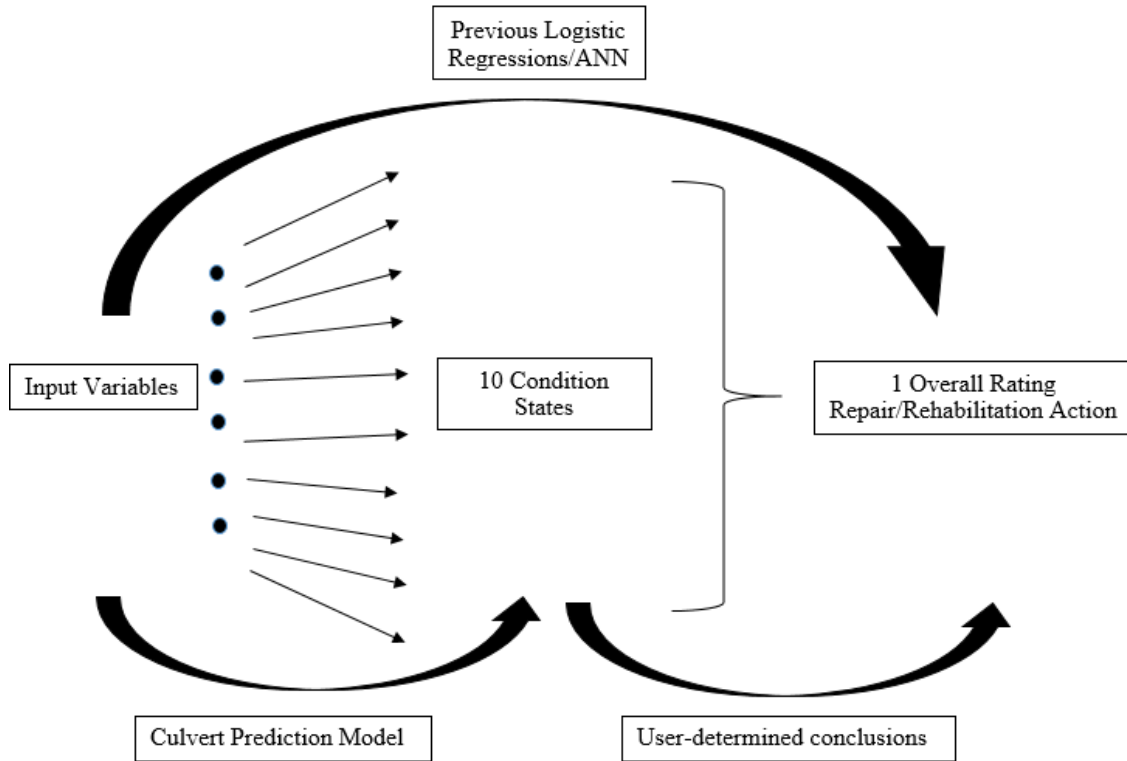 Previous Logistic
Regressions/ANN
Input Variables
10 Condition
States
1 Overall Rating
Repair/Rehabilitation Action
Culvert Prediction Model
User-determined conclusions